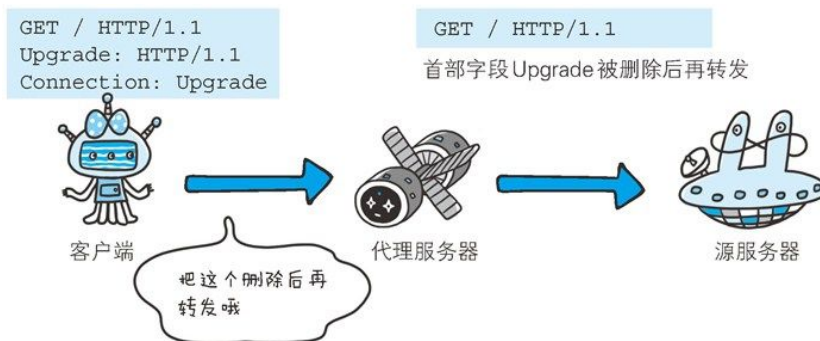 GET / HTTP/1.1
Upgrade: HTTP/1.1
Connection: Upgrade
GET / HTTP/1.1
首部字段Upgrade被删除后再转发
客户端
代理服务器
源服务器
把这个删除后再
转发哦